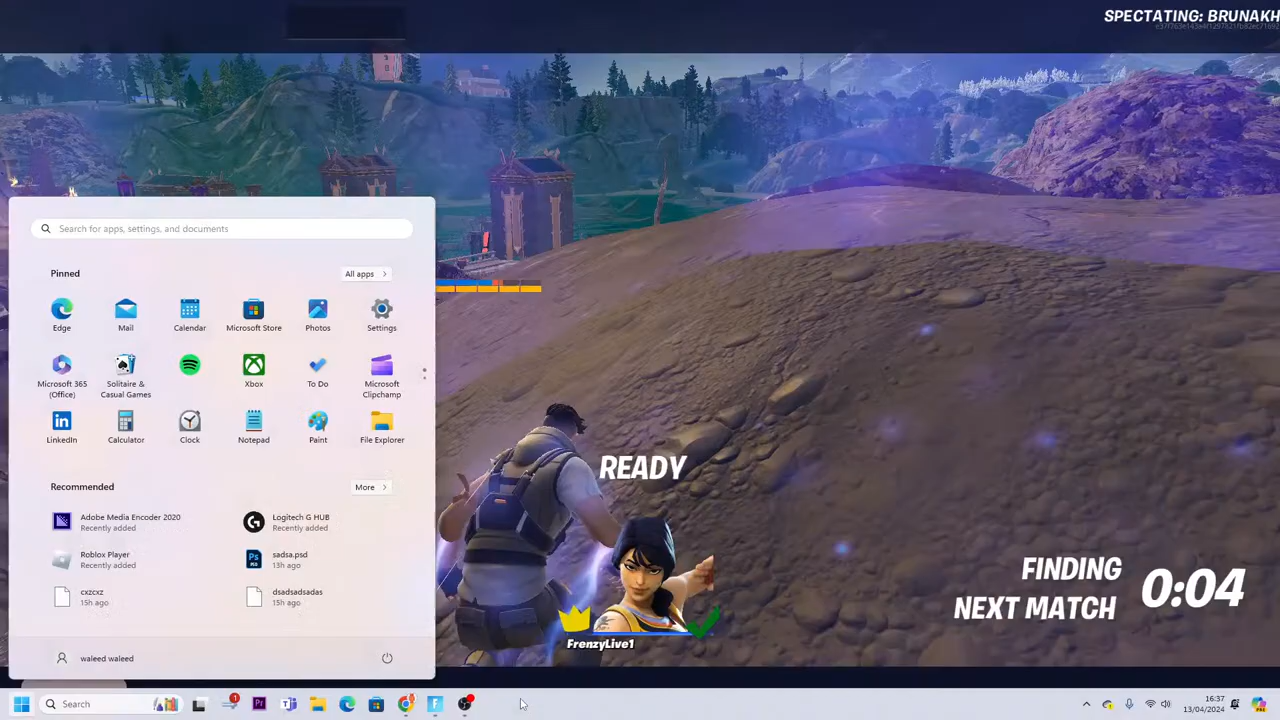 SPECTATING: BRUNAKH
Search for apps, settings, and documents
Pinned
All apps
Edge
Mail
Calendar
Microsoft Store
Photos
Settings
Microsoft 365
(Office)
Solitaire &
Casual Games
Xbox
To Do
Microsoft
Clipchamp
LinkedIn
Calculator
Clock
Notepad
Paint
File Explorer
Recommended
More
Adobe Media Encoder 2020
Recently added
Logitech G HUB
Recently added
Roblox Player
Recently added
sadsa.psd
13h ago
cxzcxz
15h ago
dsadsadsadas
15h ago
waleed waleed
READY
FrenzyLive1
FINDING
NEXT MATCH
0:04
Search
1
16:37
13/04/2024